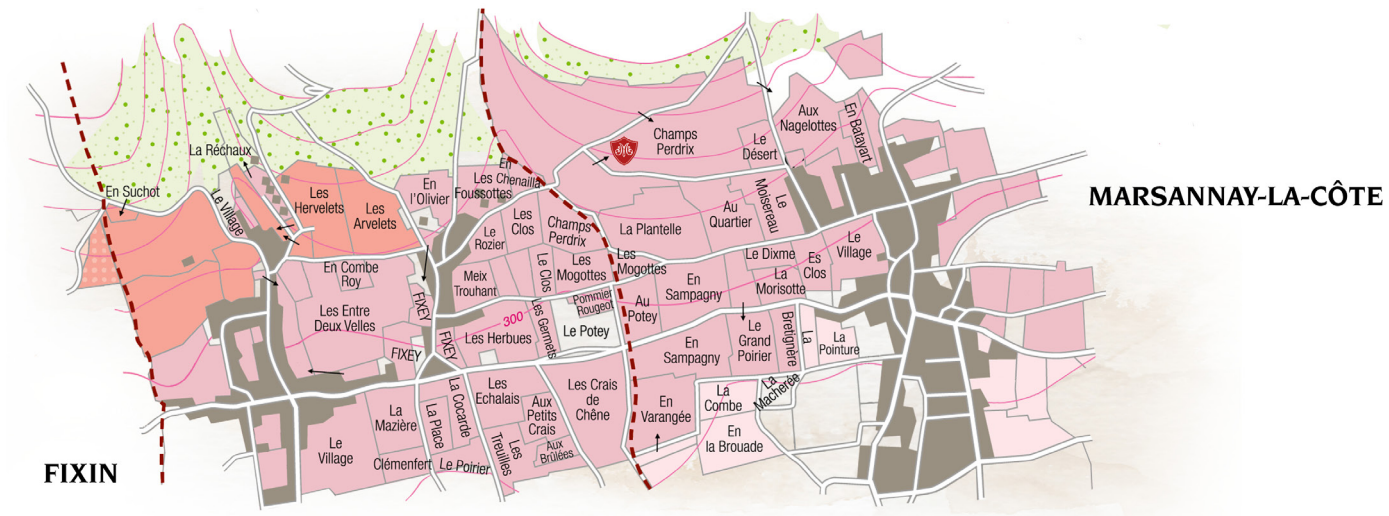 La Réchaux
En Suchot
Le Village
Les
Hervelets
Les
Arvelets
En
l'Olivier
Les
Foussottes
En
Chenailla
Champs
Perdrix
Le
Désert
Aux
Nagelottes
En Batayart
MARSANNAY-LA-CÔTE
Le
Rozier
Les
Clos
Champs
Perdrix
La Plantelle
Au
Quartier
Le
Moisereau
En Combe
Roy
Les Entre
Deux Velles
FIXEY
FIXEY
FIXEY
Meix
Trouhant
Le Clos
Les
Mogottes
Les
Mogottes
Pommier
Rougeot
Au
Potey
En
Sampagny
Le Dixme
La
Morisotte
Es
Clos
Le
Village
300
Les Herbues
Les Germets
Le Potey
En
Sampagny
Le
Grand
Poirier
Bretignère
La
La
Pointure
La
Mazière
La Place
La Cocarde
Les
Echalais
Les
Treuilles
Aux
Petits
Crais
Aux
Brûlées
Les Crais
de
Chêne
En
Varangée
La
Combe
La
Macherée
En
la Brouade
Le
Village
Clémenfert
Le Poirier
FIXIN